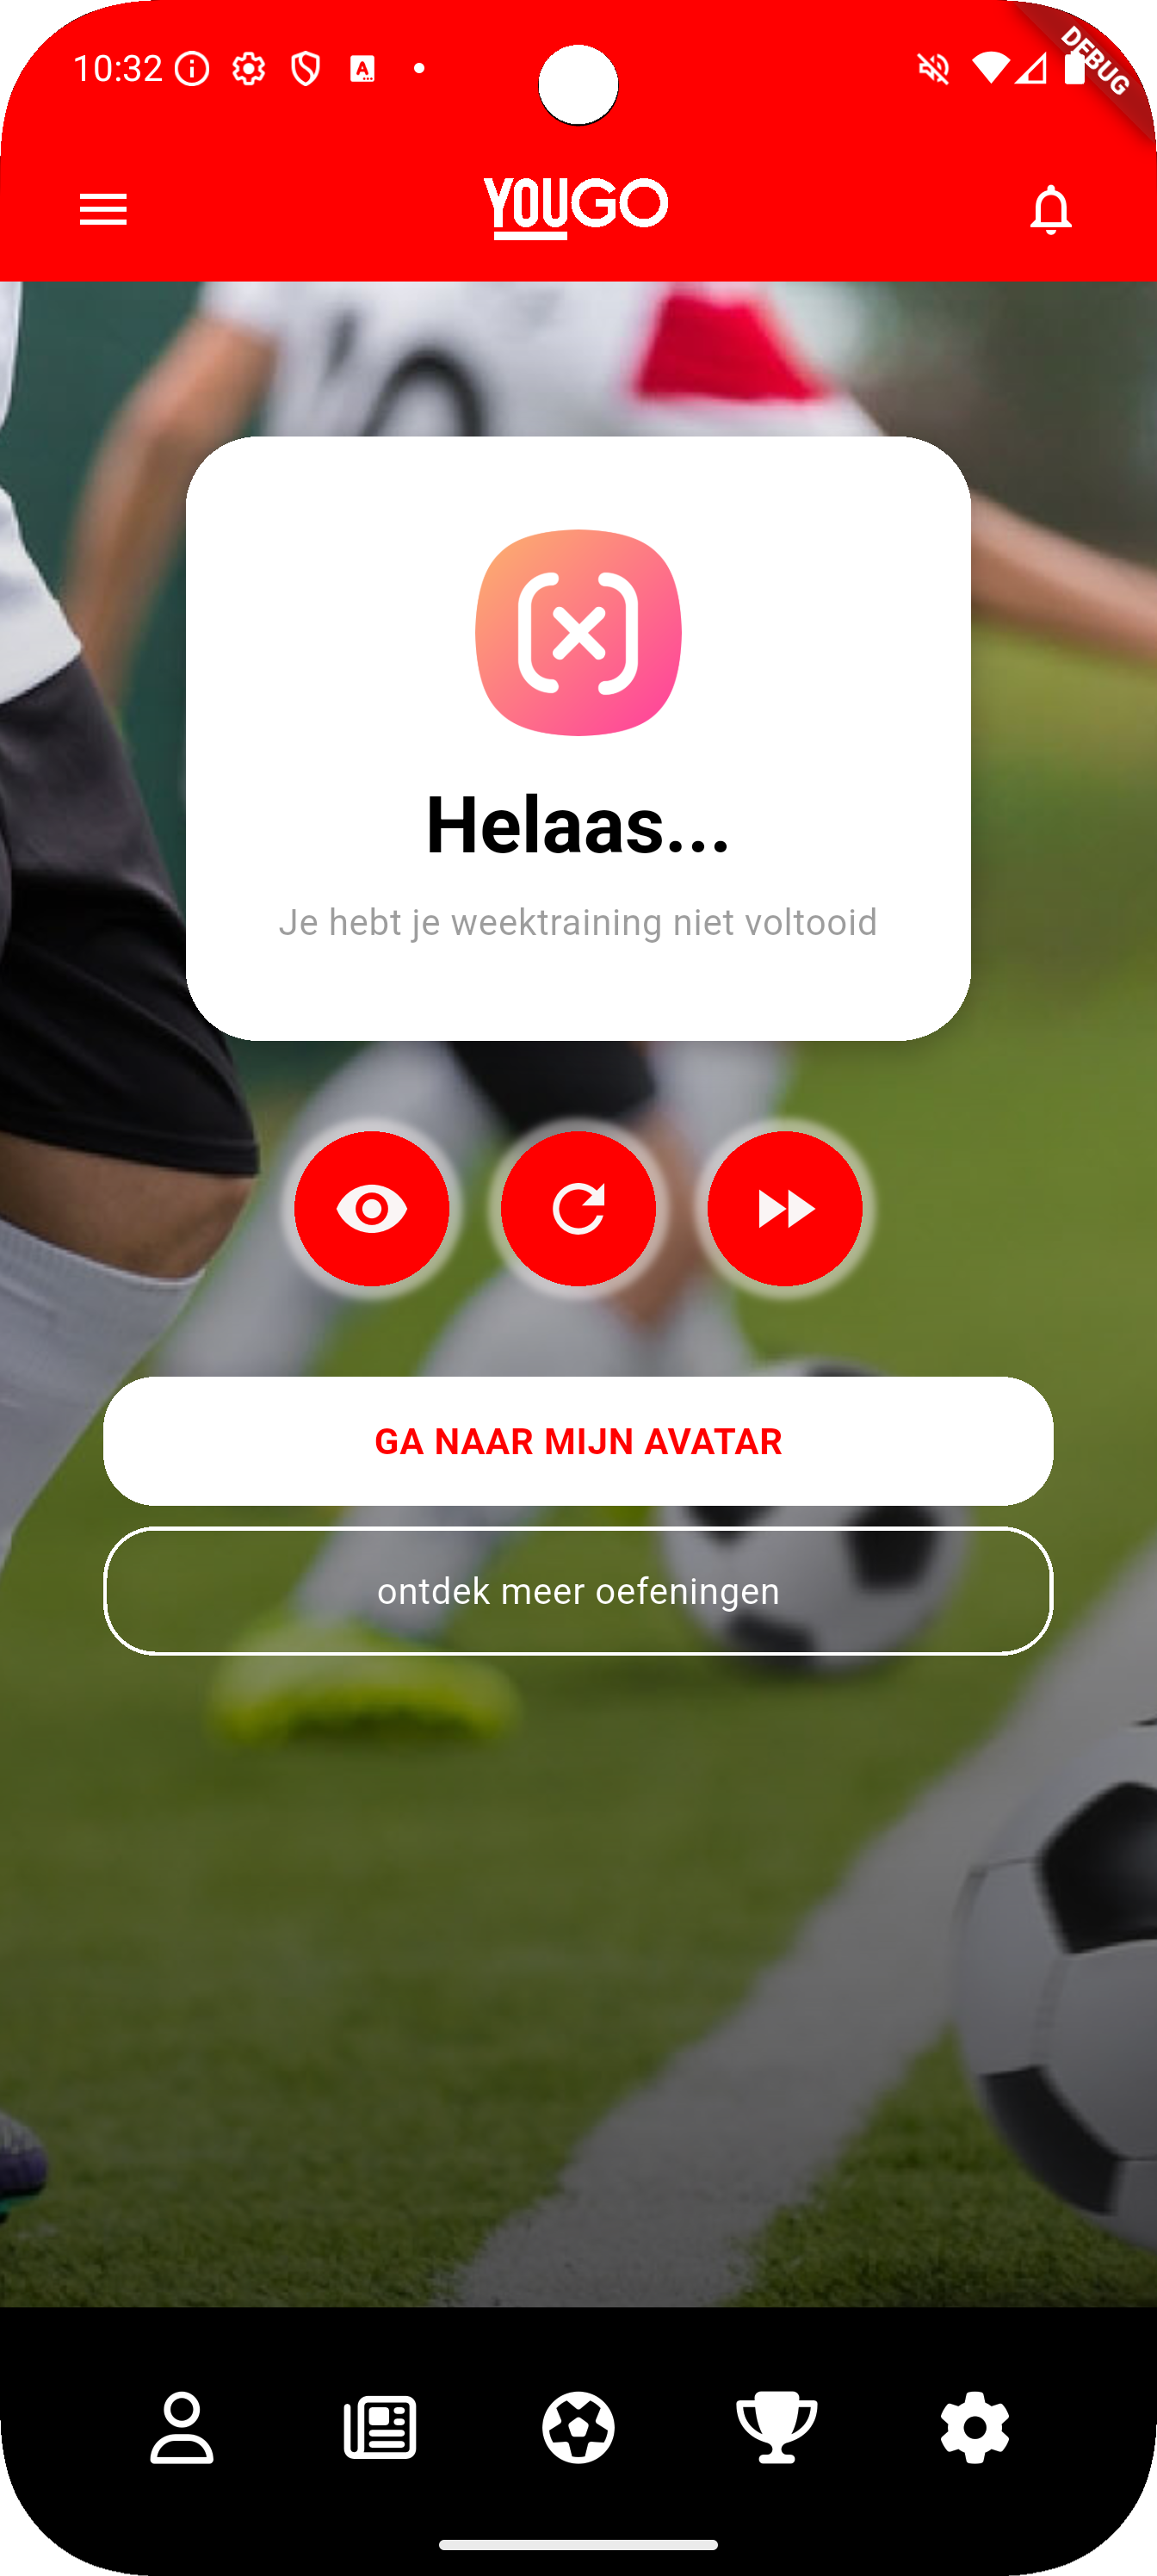 10:32
DEBUG
YOUGO
Helaas...
Je hebt je weektraining niet voltooid
GA NAAR MIJN AVATAR
ontdek meer oefeningen